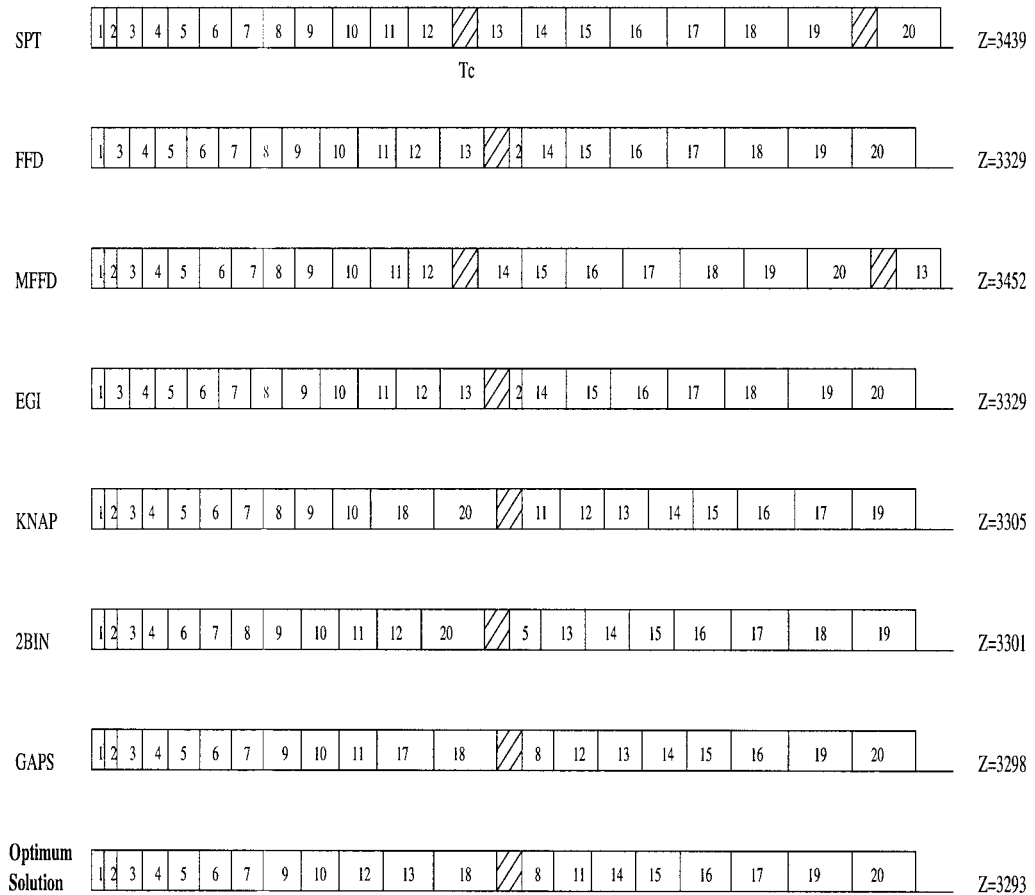 SPT 1 2 3 4 5 6 7 8 9 10 11 12 13 14 15 16 17 18 19 20 Z=3439
Tc
FFD 1 3 4 5 6 7 8 9 10 11 12 13 2 14 15 16 17 18 19 20 Z=3329
MFFD 1 2 3 4 5 6 7 8 9 10 11 12 14 15 16 17 18 19 20 13 Z=3452
EGI 1 3 4 5 6 7 8 9 10 11 12 13 2 14 15 16 17 18 19 20 Z=3329
KNAP 1 2 3 4 5 6 7 8 9 10 18 20 11 12 13 14 15 16 17 19 Z=3305
2BIN 1 2 3 4 6 7 8 9 10 11 12 20 5 13 14 15 16 17 18 19 Z=3301
GAPS 1 2 3 4 5 6 7 9 10 11 17 18 8 12 13 14 15 16 19 20 Z=3298
Optimum
Solution 1 2 3 4 5 6 7 9 10 12 13 18 8 11 14 15 16 17 19 20 Z=3293